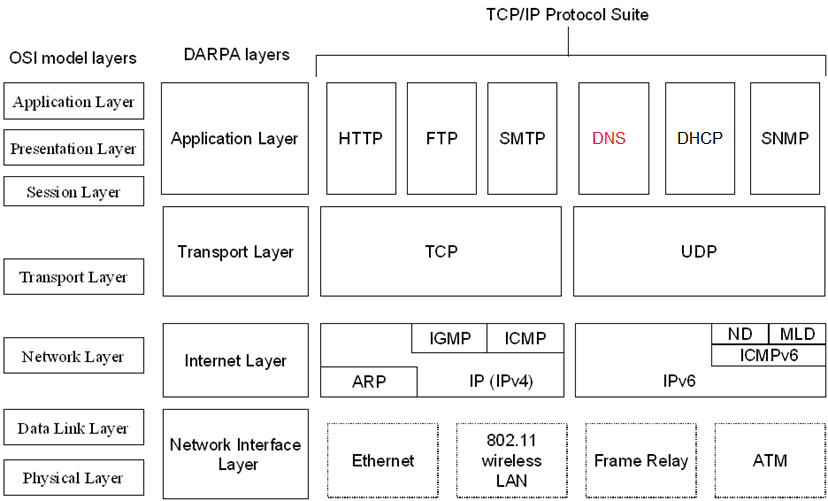 TCP/IP Protocol Suite
OSI model layers
DARPA layers
Application Layer
Presentation Layer
Session Layer
Application Layer
HTTP
FTP
SMTP
DNS
DHCP
SNMP
Transport Layer
Transport Layer
TCP
UDP
Network Layer
Internet Layer
IGMP
ICMP
ARP
IP (IPv4)
IPv6
ND
MLD
ICMPv6
Data Link Layer
Physical Layer
Network Interface
Layer
Ethernet
802.11
wireless
LAN
Frame Relay
ATM